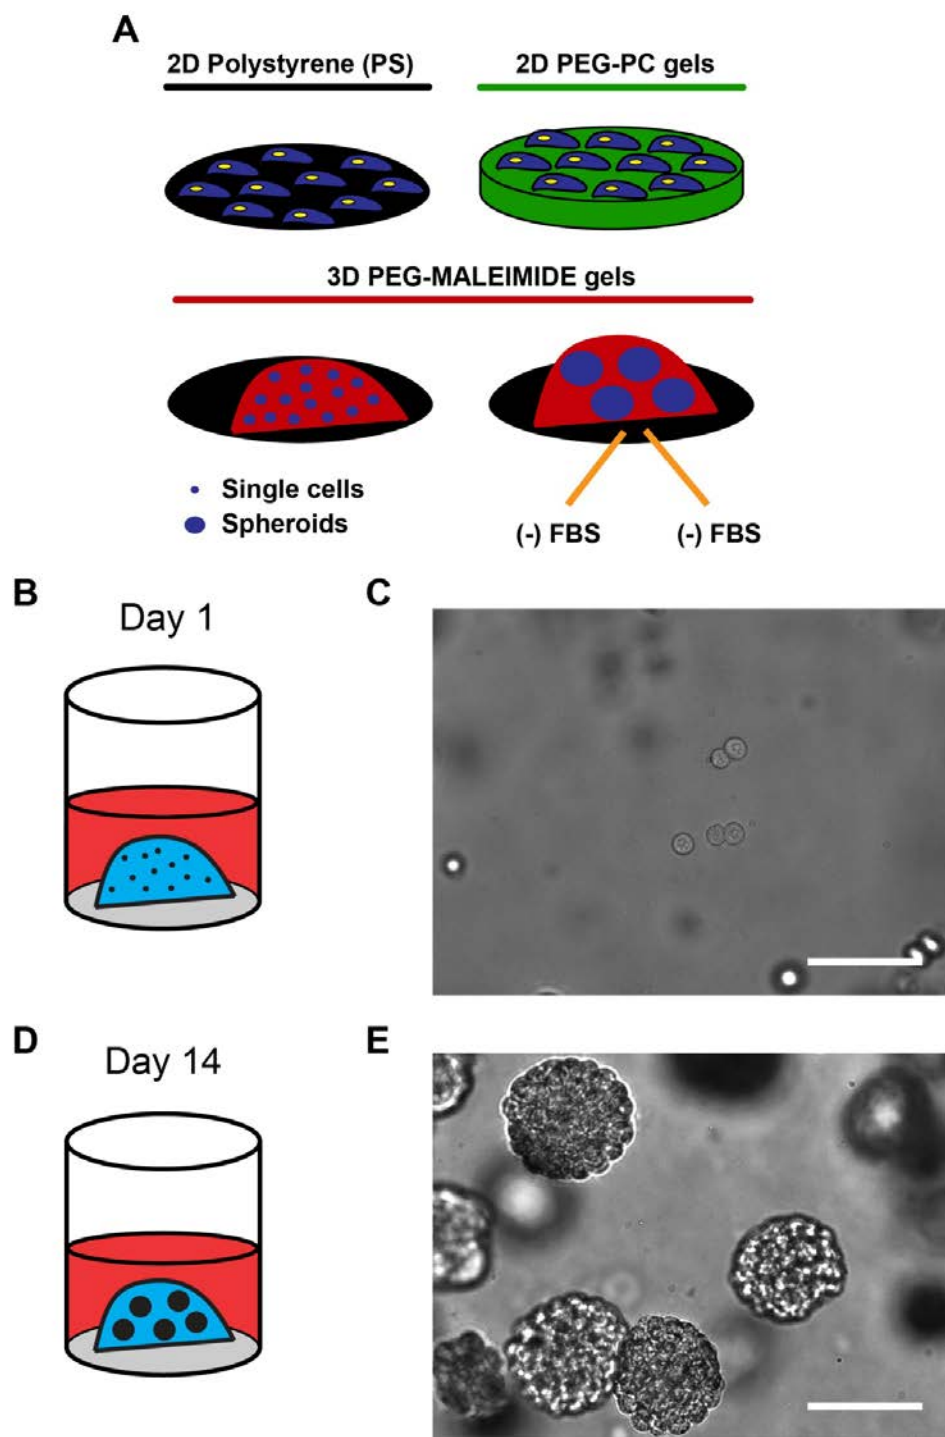 A
2D Polystyrene (PS)
2D PEG-PC gels
3D PEG-MALEIMIDE gels
Single cells
Spheroids
(-) FBS
(-) FBS
B
Day 1
C
D
Day 14
E